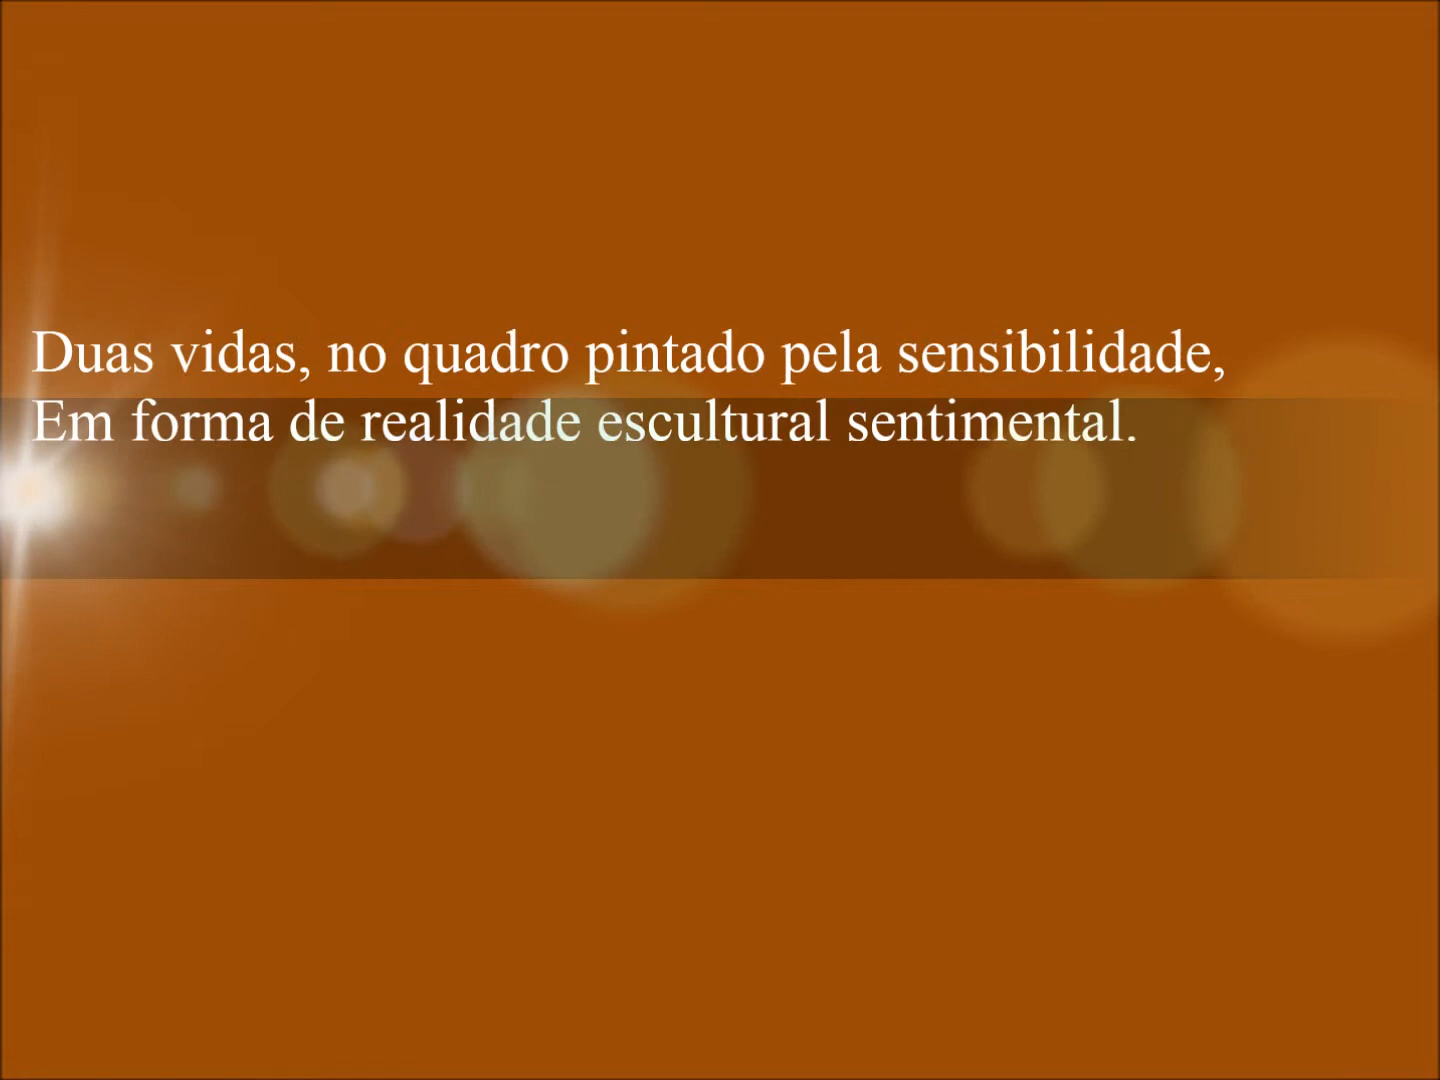 Duas vidas, no quadro pintado pela sensibilidade,
Em forma de realidade escultural sentimental.